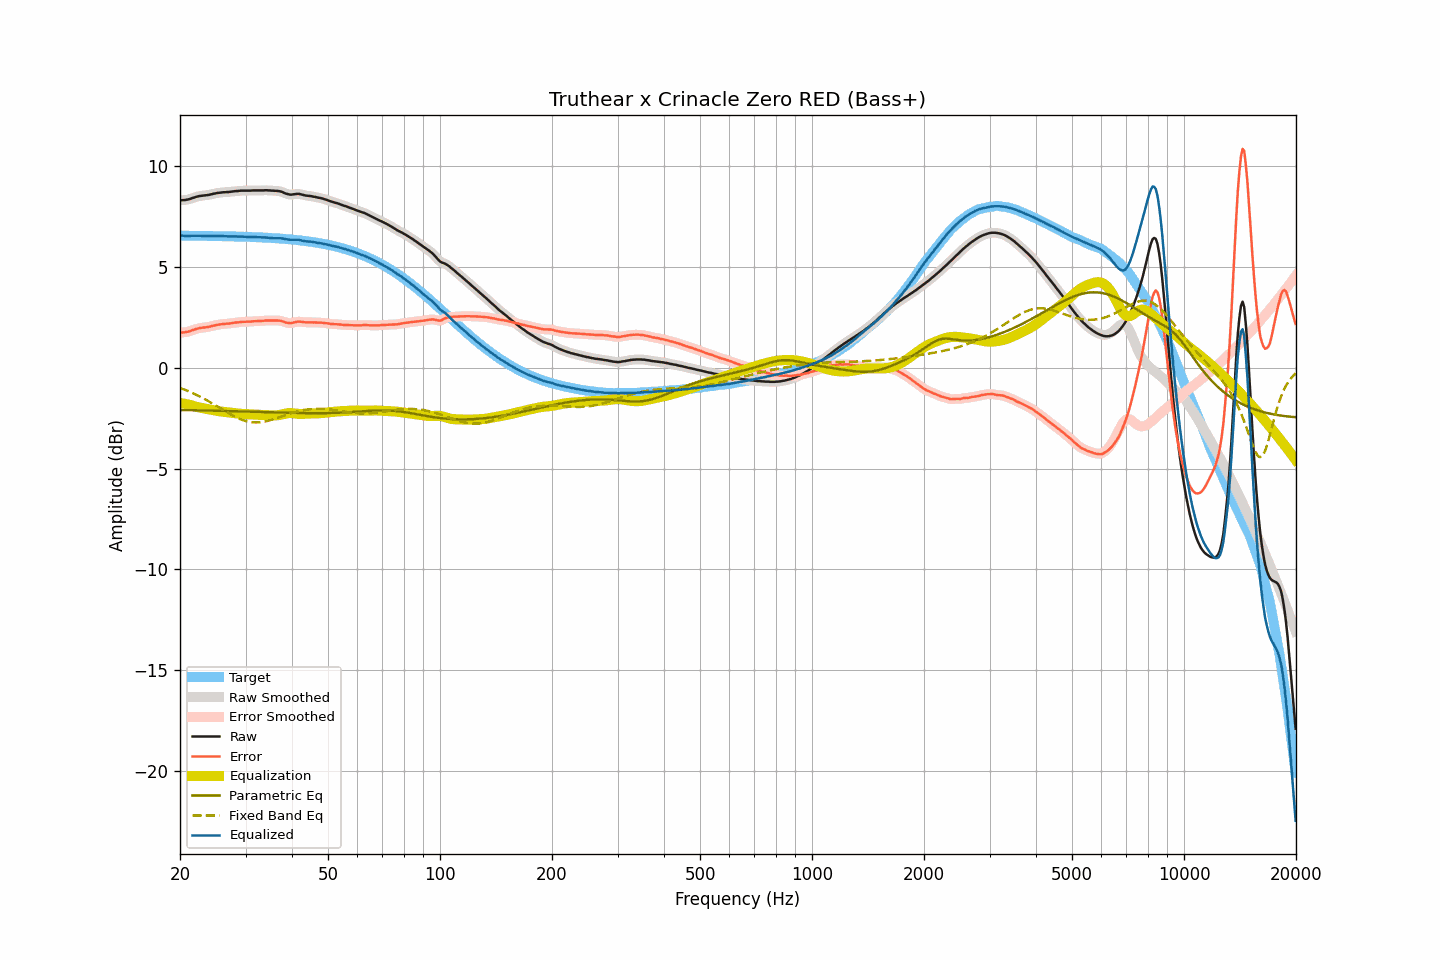 Truthear x Crinacle Zero RED (Bass+)
10
5
0
−5
−10
−15
−20
Amplitude (dBr)
Target
Raw Smoothed
Error Smoothed
Raw
Error
Equalization
Parametric Eq
Fixed Band Eq
Equalized
20 50 100 200 500 1000 2000 5000 10000 20000
Frequency (Hz)